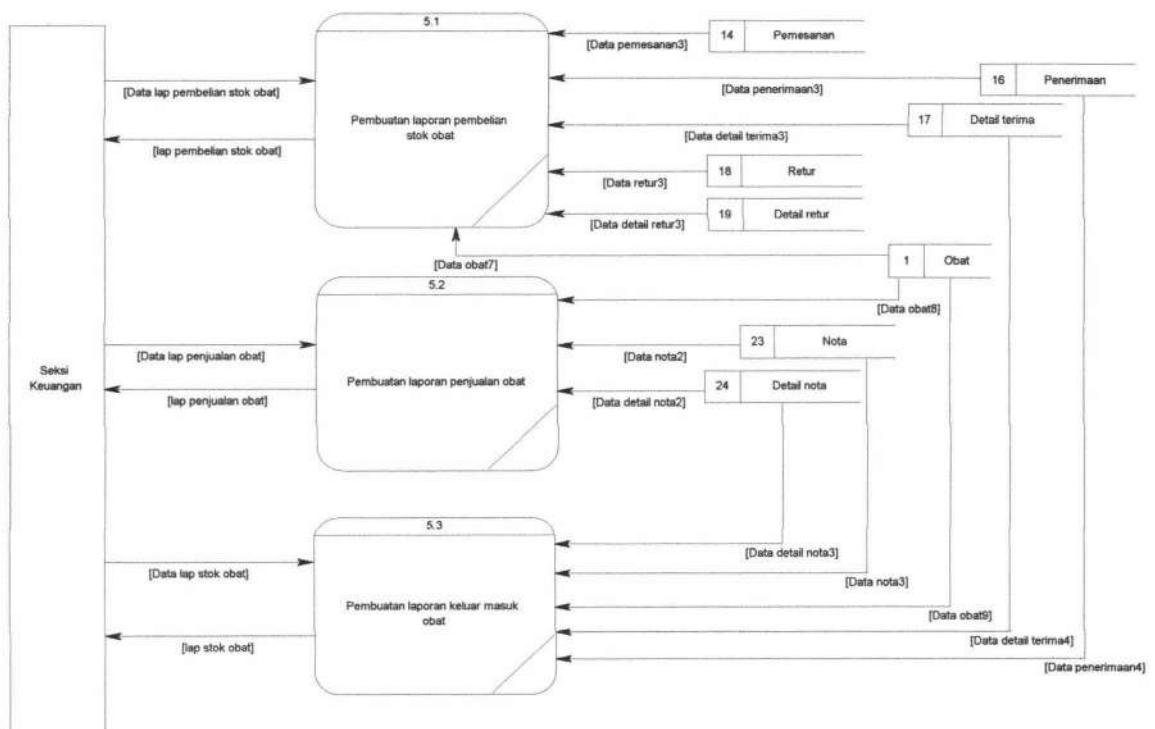 5.1
14 Pemesanan
[Data pemesanan3]
16 Penerimaan
[Data lap pembelian stok obat]
[Data penerimaan3]
Pembuatan laporan pembelian
stok obat
17 Detail terima
[lap pembelian stok obat]
[Data detail terima3]
18 Retur
[Data retur3]
19 Detail retur
[Data detail retur3]
1 Obat
[Data obat7]
5.2
[Data obat8]
23 Nota
[Data lap penjualan obat]
[Data nota2]
Seksi
Keuangan
Pembuatan laporan penjualan obat
24 Detail nota
[lap penjualan obat]
[Data detail nota2]
5.3
[Data detail nota3]
[Data lap stok obat]
[Data nota3]
Pembuatan laporan keluar masuk
obat
[Data obat9]
[lap stok obat]
[Data detail terima4]
[Data penerimaan4]